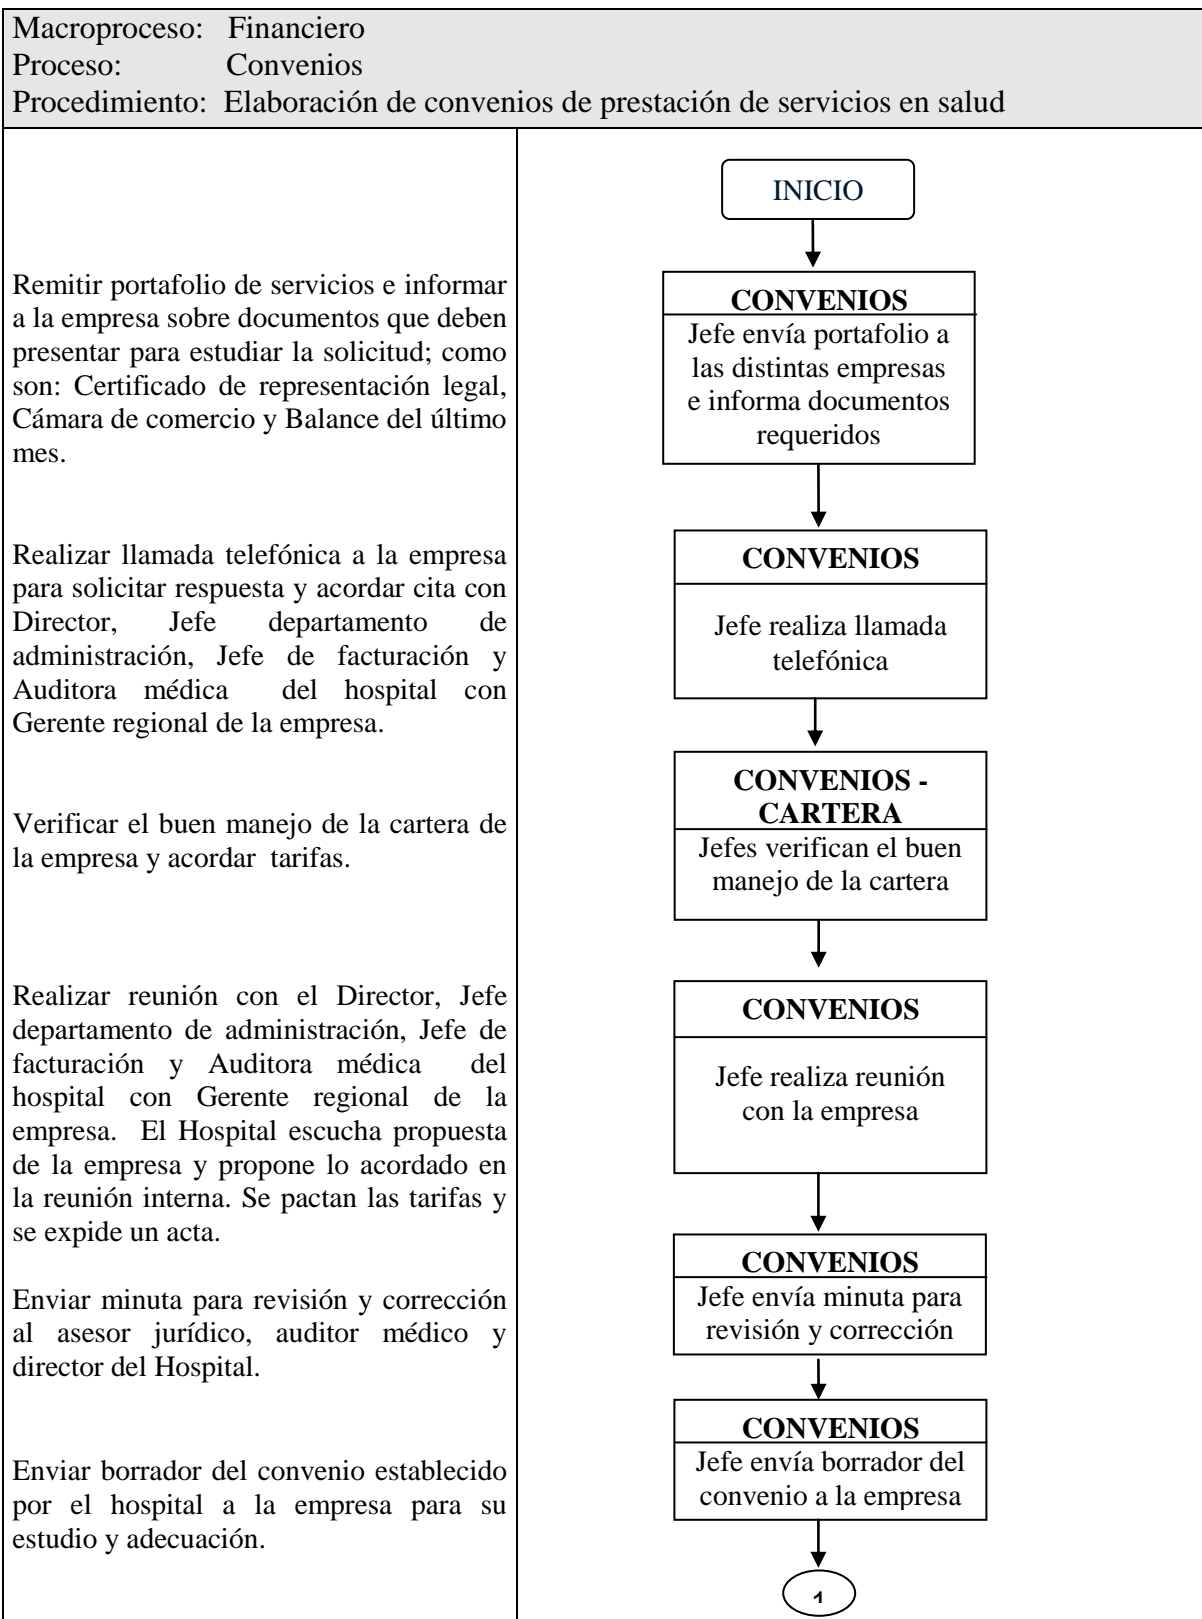 Macroproceso: Financiero
Proceso: Convenios
Procedimiento: Elaboración de convenios de prestación de servicios en salud
Remitir portafolio de servicios e informar
a la empresa sobre documentos que deben
presentar para estudiar la solicitud; como
son: Certificado de representación legal,
Cámara de comercio y Balance del último
mes.
Realizar llamada telefónica a la empresa
para solicitar respuesta y acordar cita con
Director, Jefe departamento de
administración, Jefe de facturación y
Auditora médica del hospital con
Gerente regional de la empresa.
Verificar el buen manejo de la cartera de
la empresa y acordar tarifas.
Realizar reunión con el Director, Jefe
departamento de administración, Jefe de
facturación y Auditora médica del
hospital con Gerente regional de la
empresa. El Hospital escucha propuesta
de la empresa y propone lo acordado en
la reunión interna. Se pactan las tarifas y
se expide un acta.
Enviar minuta para revisión y corrección
al asesor jurídico, auditor médico y
director del Hospital.
Enviar borrador del convenio establecido
por el hospital a la empresa para su
estudio y adecuación.
INICIO
CONVENIOS
Jefe envía portafolio a
las distintas empresas
e informa documentos
requeridos
CONVENIOS
Jefe realiza llamada
telefónica
CONVENIOS -
CARTERA
Jefes verifican el buen
manejo de la cartera
CONVENIOS
Jefe realiza reunión
con la empresa
CONVENIOS
Jefe envía minuta para
revisión y corrección
CONVENIOS
Jefe envía borrador del
convenio a la empresa
1